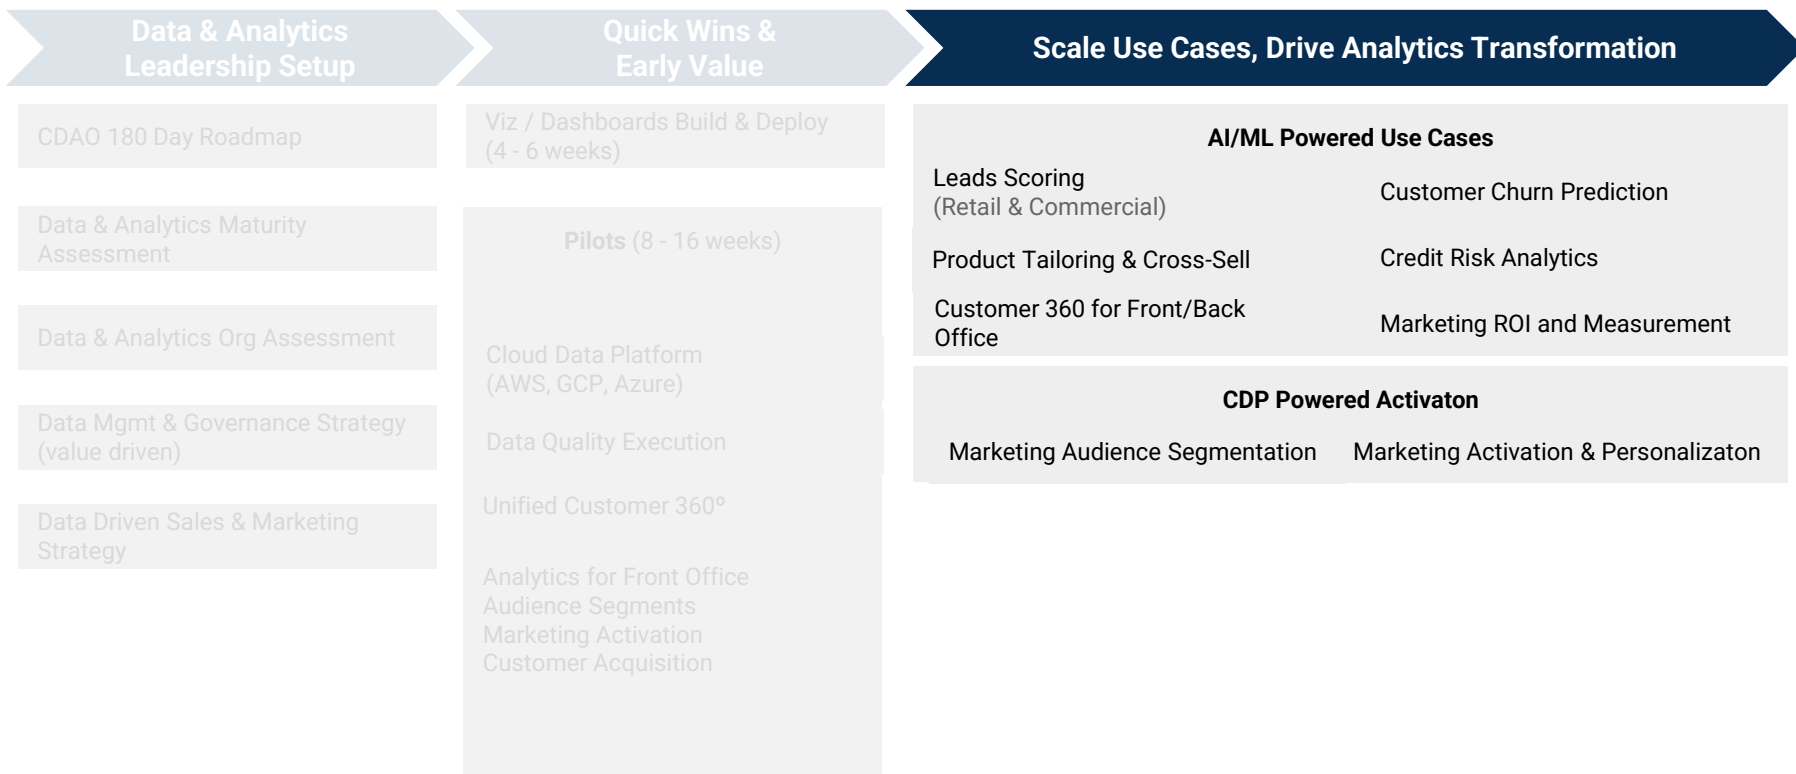 Data & Analytics
Leadership Setup
CDAO 180 Day Roadmap
Data & Analytics Maturity
Assessment
Data & Analytics Org Assessment
Data Mgmt & Governance Strategy
(value driven)
Data Driven Sales & Marketing
Strategy
Quick Wins &
Early Value
Viz / Dashboards Build & Deploy
(4 - 6 weeks)
Pilots (8 - 16 weeks)
Cloud Data Platform
(AWS, GCP, Azure)
Data Quality Execution
Unified Customer 360º
Analytics for Front Office
Audience Segments
Marketing Activation
Customer Acquisition
Scale Use Cases, Drive Analytics Transformation
AI/ML Powered Use Cases
Leads Scoring
(Retail & Commercial)
Customer Churn Prediction
Product Tailoring & Cross-Sell
Credit Risk Analytics
Customer 360 for Front/Back
Office
Marketing ROI and Measurement
CDP Powered Activaton
Marketing Audience Segmentation
Marketing Activation & Personalizaton